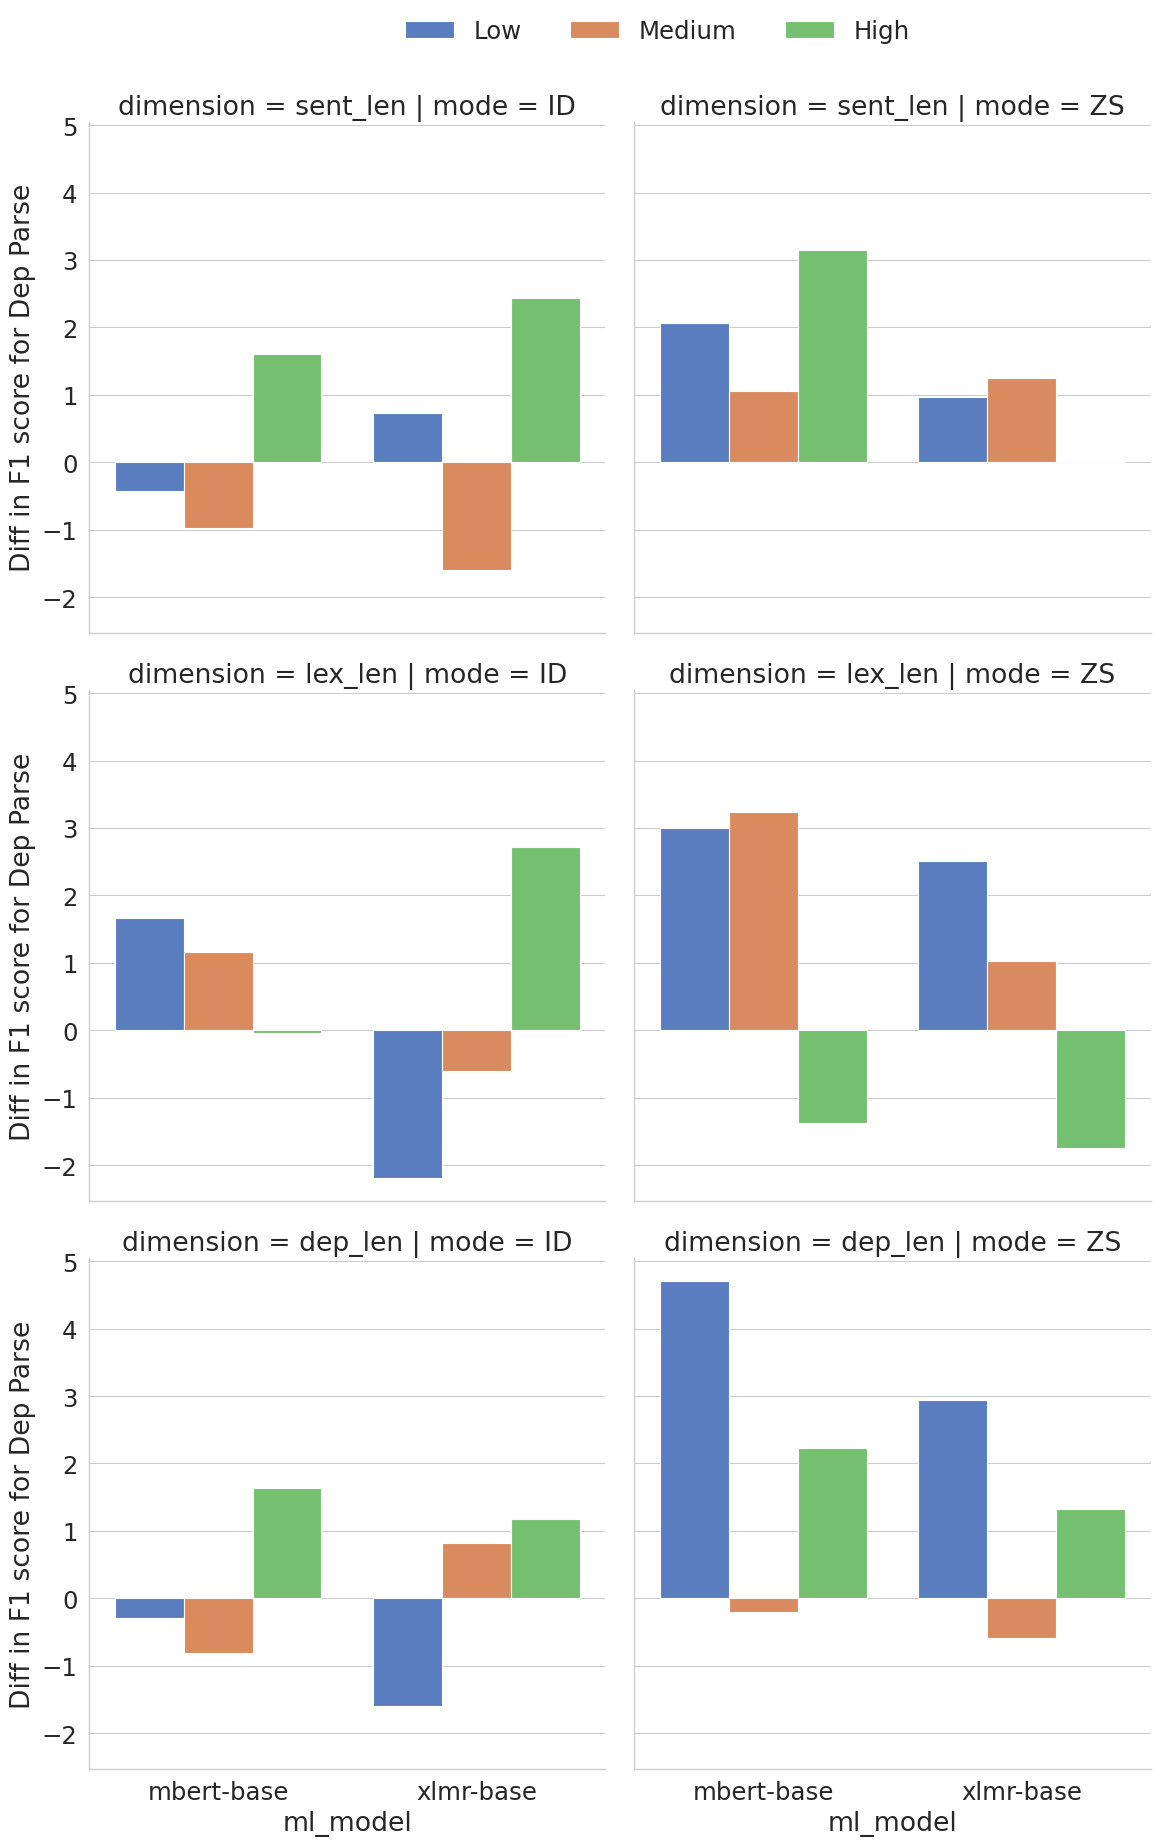 Low Medium High
dimension = sent_len | mode = ID
dimension = sent_len | mode = ZS
5
4
3
2
1
0
−1
−2
Diff in F1 score for Dep Parse
dimension = lex_len | mode = ID
dimension = lex_len | mode = ZS
5
4
3
2
1
0
−1
−2
Diff in F1 score for Dep Parse
dimension = dep_len | mode = ID
dimension = dep_len | mode = ZS
5
4
3
2
1
0
−1
−2
Diff in F1 score for Dep Parse
mbert-base xlmr-base
ml_model
mbert-base xlmr-base
ml_model